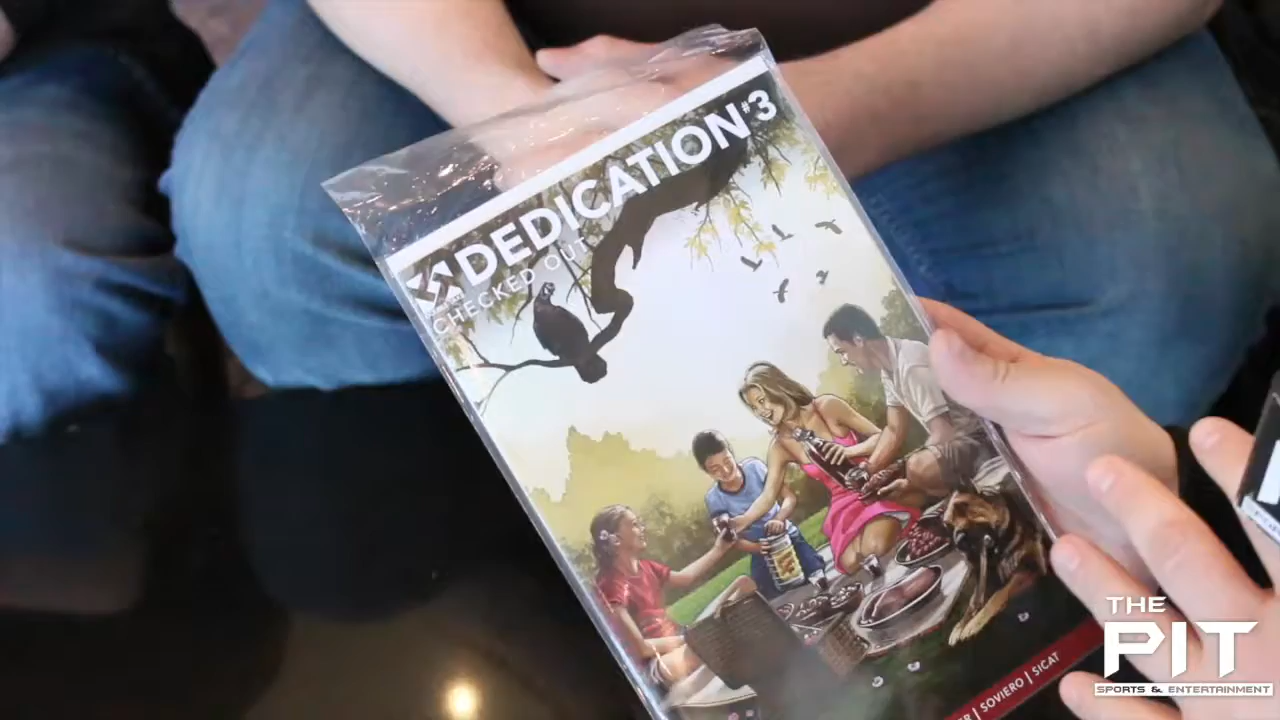 DEDICATION #3
CHECKED OUT
SOVIERO | SICAT
THE
PIT
SPORTS & ENTERTAINMENT